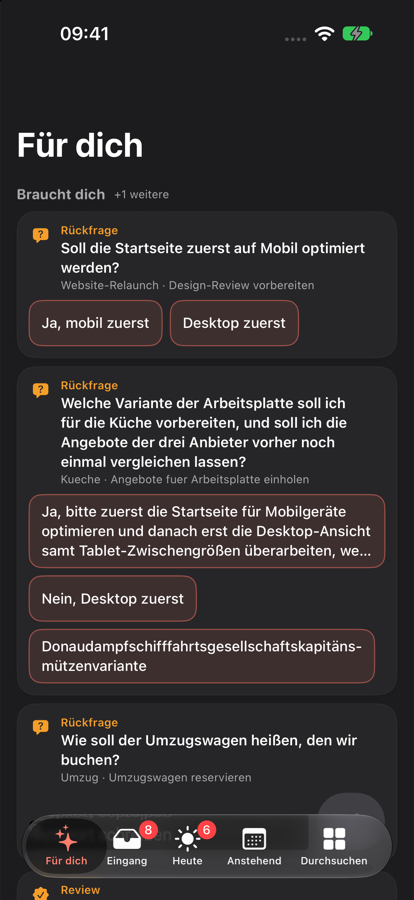 09:41
Für dich
Braucht dich +1 weitere
Rückfrage
Soll die Startseite zuerst auf Mobil optimiert
werden?
Website-Relaunch · Design-Review vorbereiten
Ja, mobil zuerst
Desktop zuerst
Rückfrage
Welche Variante der Arbeitsplatte soll ich
für die Küche vorbereiten, und soll ich die
Angebote der drei Anbieter vorher noch
einmal vergleichen lassen?
Kueche · Angebote fuer Arbeitsplatte einholen
Ja, bitte zuerst die Startseite für Mobilgeräte
optimieren und danach erst die Desktop-Ansicht
samt Tablet-Zwischengrößen überarbeiten, we...
Nein, Desktop zuerst
Donaudampfschifffahrtsgesellschaftskapitäns-
mützenvariante
Rückfrage
Wie soll der Umzugswagen heißen, den wir
buchen?
Umzug · Umzugswagen reservieren
8
6
Für dich
Eingang
Heute
Anstehend
Durchsuchen
Review